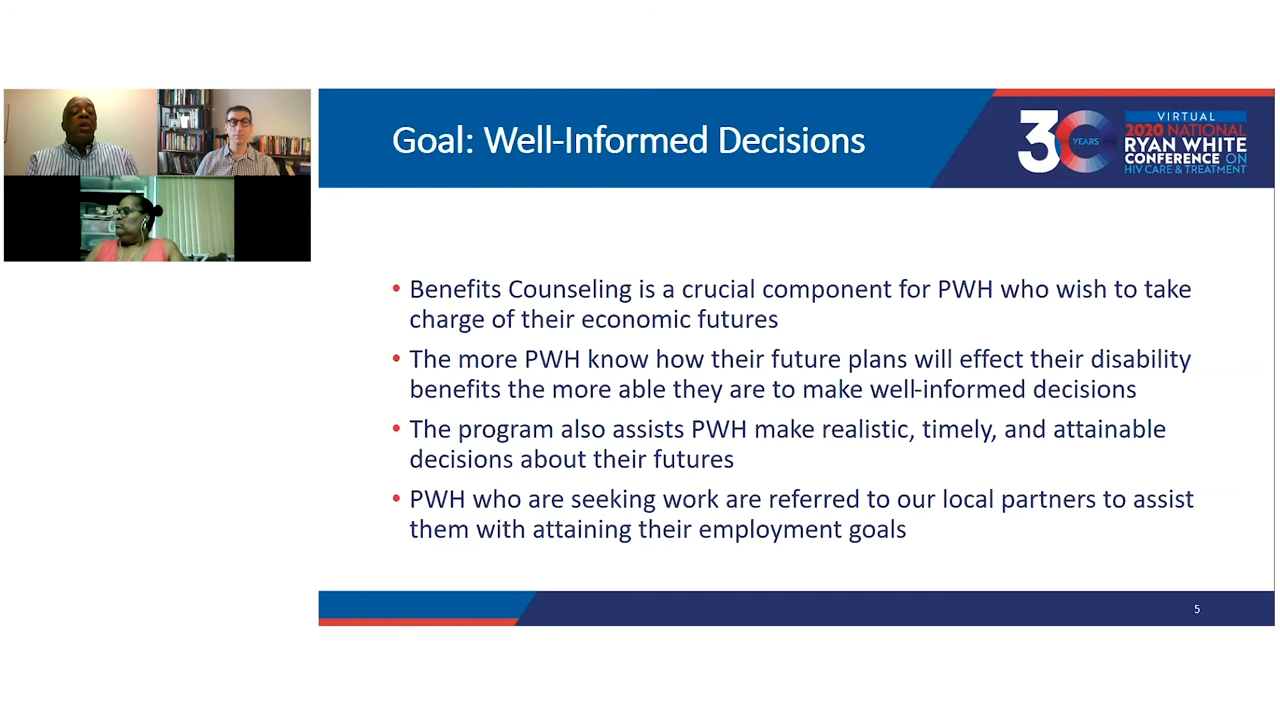 Goal: Well-Informed Decisions
30 YEARS
VIRTUAL
2020 NATIONAL
RYAN WHITE
CONFERENCE ON
HIV CARE & TREATMENT
• Benefits Counseling is a crucial component for PWH who wish to take
charge of their economic futures
• The more PWH know how their future plans will effect their disability
benefits the more able they are to make well-informed decisions
• The program also assists PWH make realistic, timely, and attainable
decisions about their futures
• PWH who are seeking work are referred to our local partners to assist
them with attaining their employment goals
5